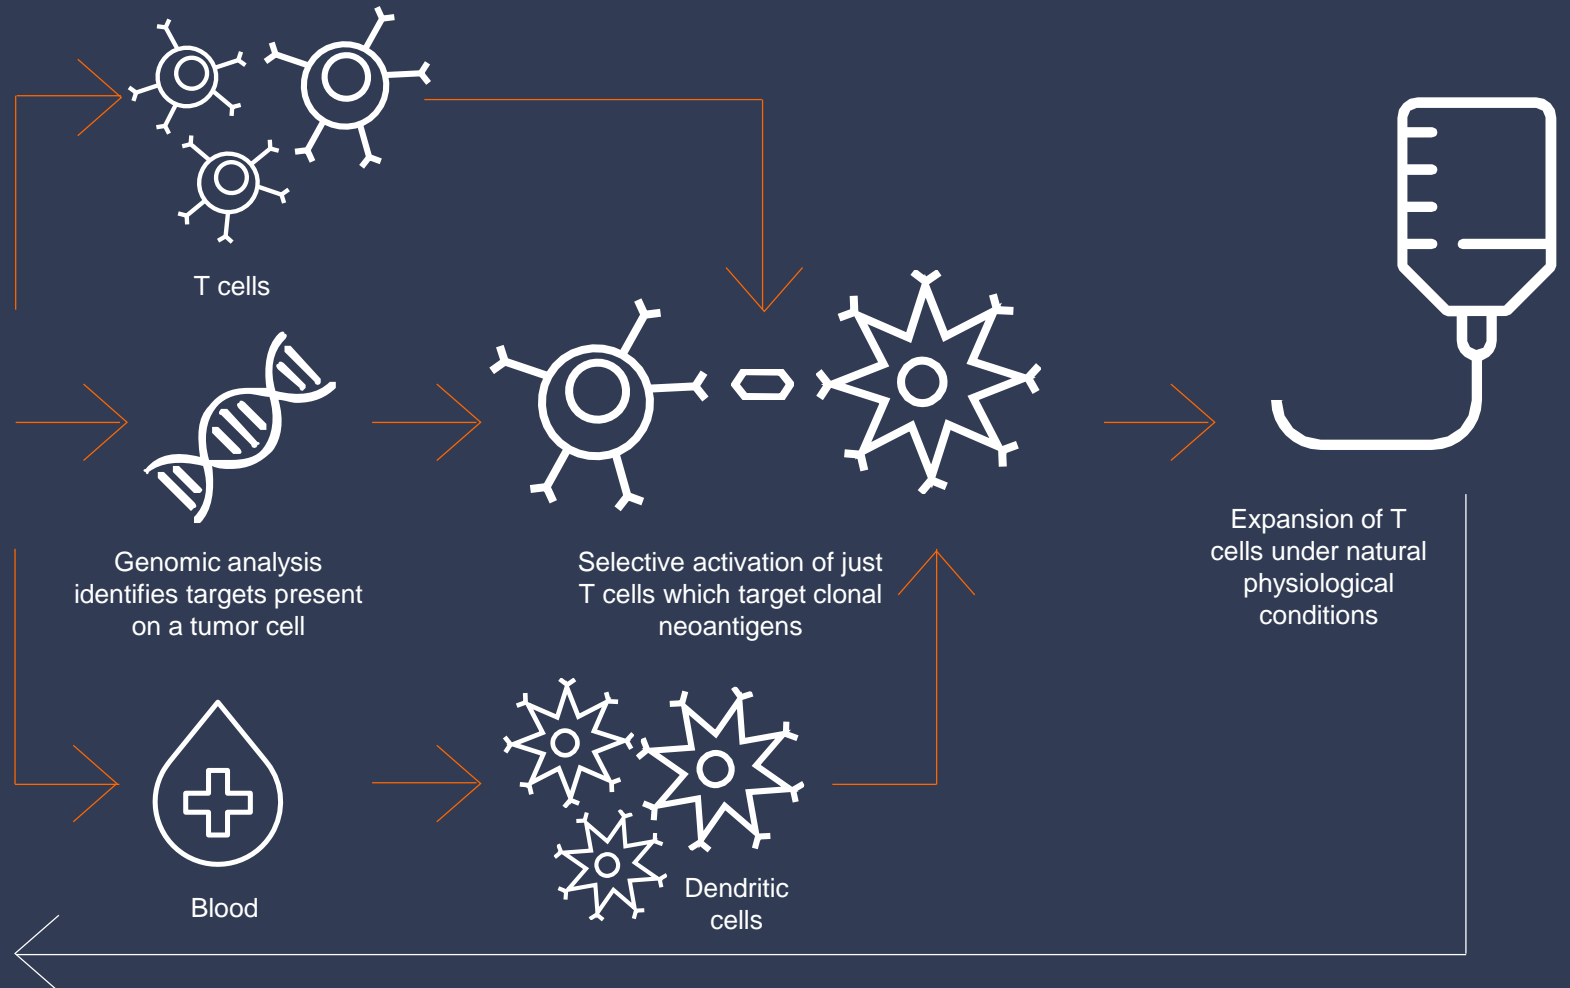 T cells
Genomic analysis
identifies targets present
on a tumor cell
Selective activation of just
T cells which target clonal
neoantigens
Expansion of T
cells under natural
physiological
conditions
Blood
Dendritic
cells